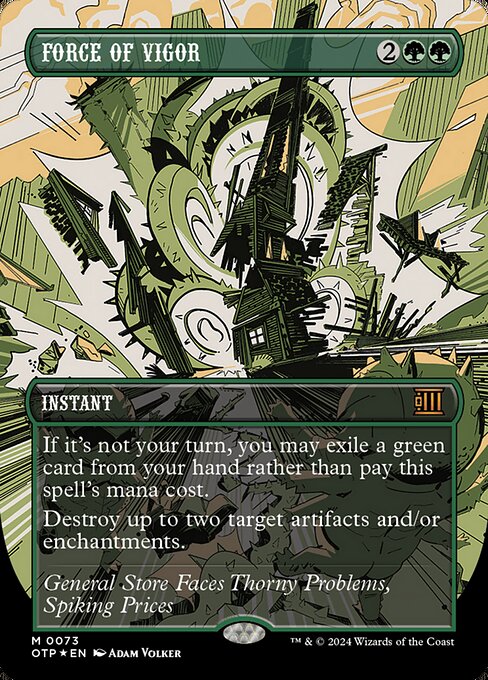 FORCE OF VIGOR 2
INSTANT
If it's not your turn, you may exile a green
card from your hand rather than pay this
spell's mana cost.
Destroy up to two target artifacts and/or
enchantments.
General Store Faces Thorny Problems,
Spiking Prices
M 0073
OTP★EN Adam Volker
™ & © 2024 Wizards of the Coast